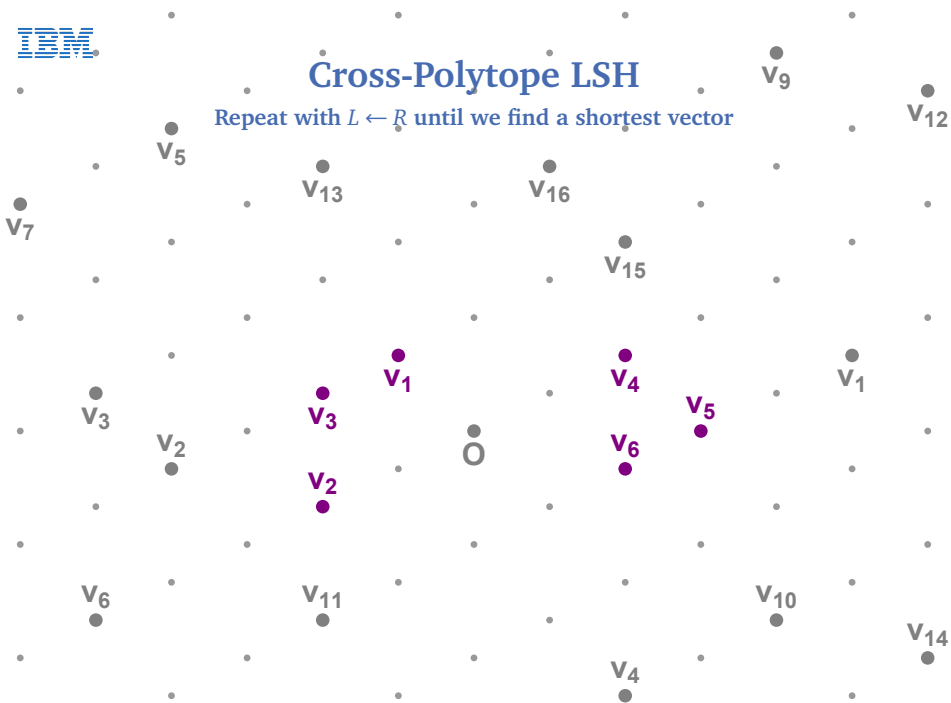 IBM
Cross-Polytope LSH
Repeat with L ← R until we find a shortest vector
v9
v12
v5
v13
v16
v7
v15
v1
v4
v1
v3
v3
v5
v2
O
v6
v2
v6
v11
v10
v14
v4